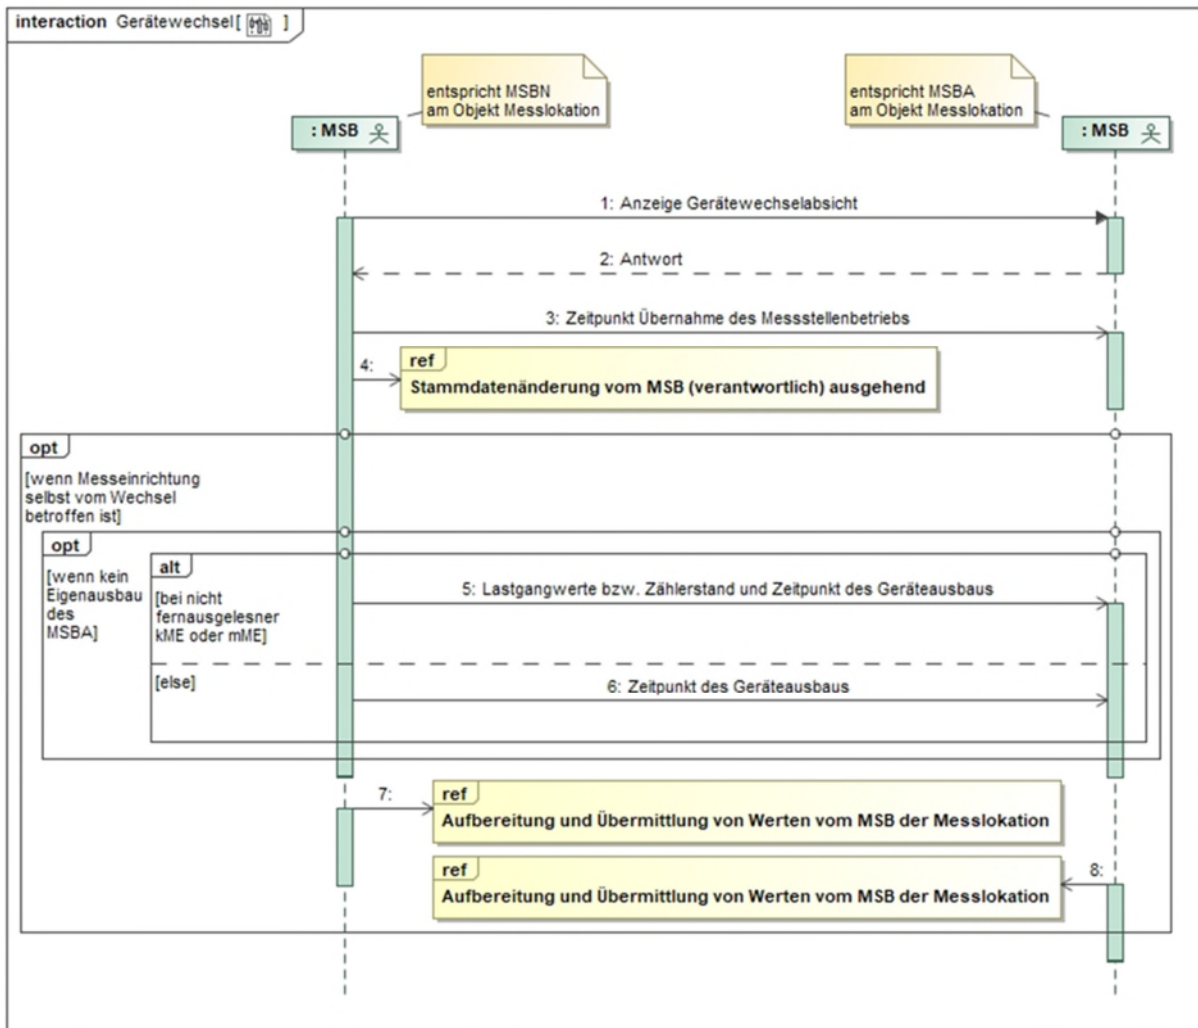 interaction Gerätewechsel[ ]
entspricht MSBN
am Objekt Messlokation
entspricht MSBA
am Objekt Messlokation
: MSB
: MSB
1: Anzeige Gerätewechselabsicht
2: Antwort
3: Zeitpunkt Übernahme des Messstellenbetriebs
4:
ref
Stammdatenänderung vom MSB (verantwortlich) ausgehend
opt
[wenn Messeinrichtung
selbst vom Wechsel
betroffen ist]
opt
[wenn kein
Eigenausbau
des
MSBA]
alt
[bei nicht
fernausgelesner
kME oder mME]
5: Lastgangwerte bzw. Zählerstand und Zeitpunkt des Geräteausbaus
[else]
6: Zeitpunkt des Geräteausbaus
7:
ref
Aufbereitung und Übermittlung von Werten vom MSB der Messlokation
ref
Aufbereitung und Übermittlung von Werten vom MSB der Messlokation
8: